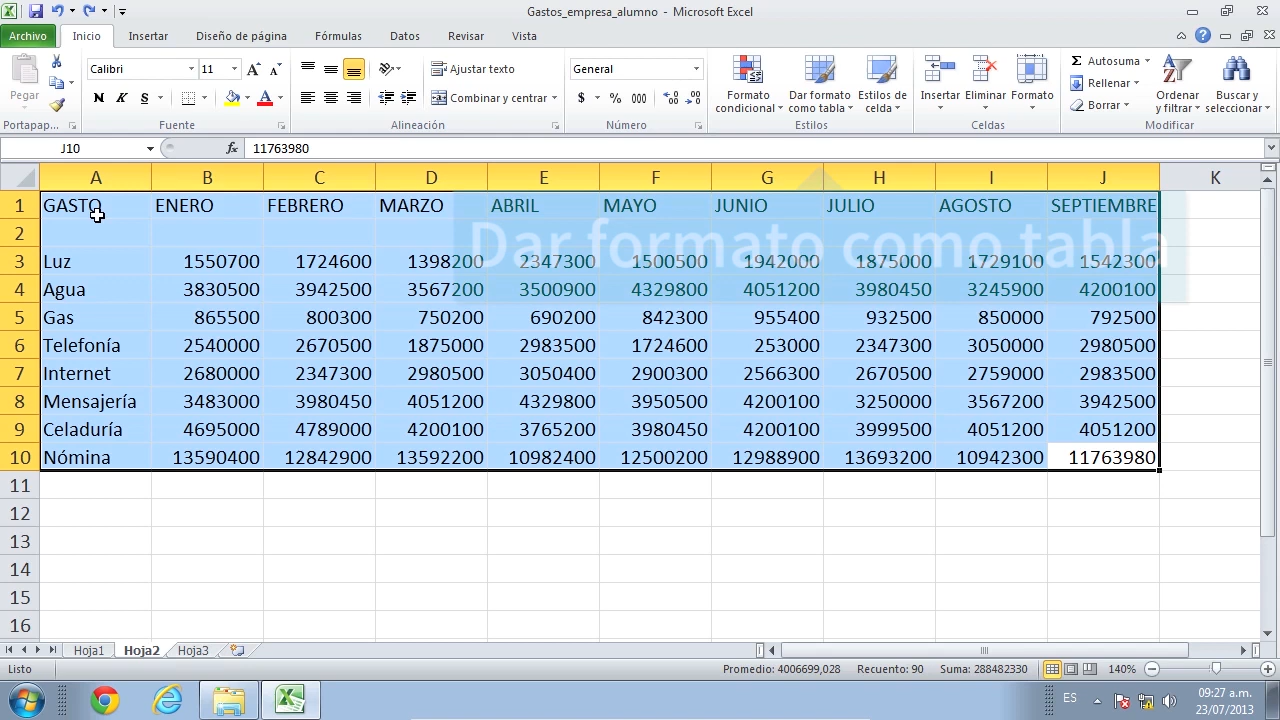 Gastos_empresa_alumno - Microsoft Excel
Archivo Inicio Insertar Diseño de página Fórmulas Datos Revisar Vista
Pegar
Calibri 11
N K S
Ajustar texto
Combinar y centrar
General
$ % 000
Formato condicional
Dar formato como tabla
Estilos de celda
Insertar Eliminar Formato
Autosuma
Rellenar
Borrar
Ordenar y filtrar
Buscar y seleccionar
Portapap... Fuente Alineación Número Estilos Celdas Modificar
J10 fx 11763980
A B C D E F G H I J K
1 GASTO ENERO FEBRERO MARZO ABRIL MAYO JUNIO JULIO AGOSTO SEPTIEMBRE
2
Dar formato como tabla
3 Luz 1550700 1724600 1398200 2347300 1500500 1942000 1875000 1729100 1542300
4 Agua 3830500 3942500 3567200 3500900 4329800 4051200 3980450 3245900 4200100
5 Gas 865500 800300 750200 690200 842300 955400 932500 850000 792500
6 Telefonía 2540000 2670500 1875000 2983500 1724600 253000 2347300 3050000 2980500
7 Internet 2680000 2347300 2980500 3050400 2900300 2566300 2670500 2759000 2983500
8 Mensajería 3483000 3980450 4051200 4329800 3950500 4200100 3250000 3567200 3942500
9 Celaduría 4695000 4789000 4200100 3765200 3980450 4200100 3999500 4051200 4051200
10 Nómina 13590400 12842900 13592200 10982400 12500200 12988900 13693200 10942300 11763980
11
12
13
14
15
16
Hoja1 Hoja2 Hoja3
Listo Promedio: 4006699,028 Recuento: 90 Suma: 288482330 140%
ES 09:27 a.m.
23/07/2013